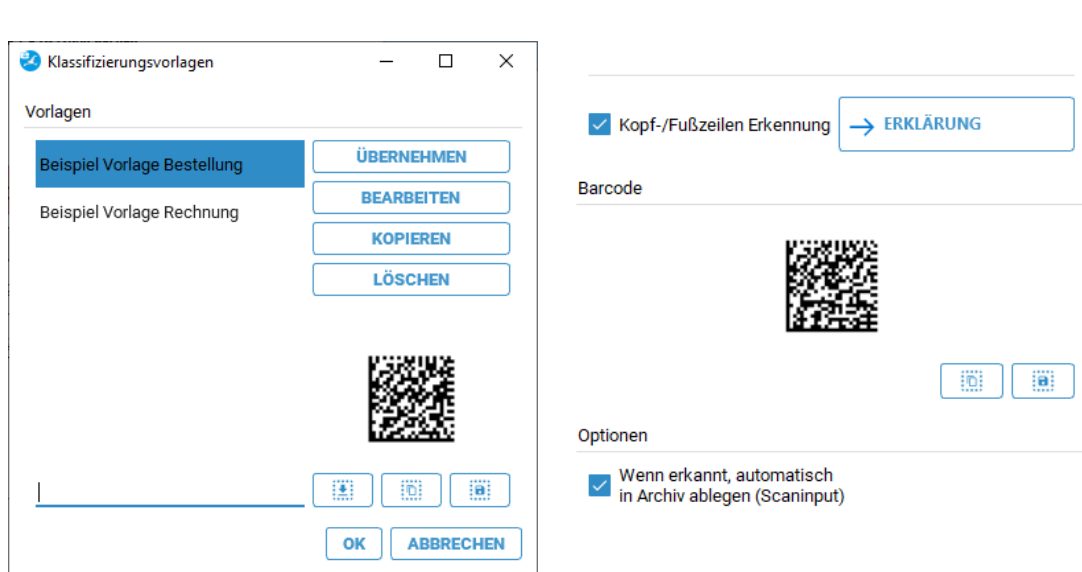 Klassifizierungsvorlagen
Vorlagen
Beispiel Vorlage Bestellung
Beispiel Vorlage Rechnung
ÜBERNEHMEN
BEARBEITEN
KOPIEREN
LÖSCHEN
OK
ABBRECHEN
Kopf-/Fußzeilen Erkennung
ERKLÄRUNG
Barcode
Optionen
Wenn erkannt, automatisch
in Archiv ablegen (Scaninput)